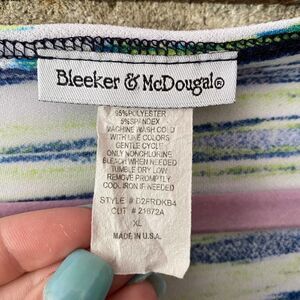 Bleeker & McDougal®
95% POLYESTER
5% SPANDEX
MACHINE WASH COLD
WITH LIKE COLORS
GENTLE CYCLE
ONLY NONCHLORINE
BLEACH WHEN NEEDED
TUMBLE DRY LOW
REMOVE PROMPTLY
COOL IRON IF NEEDED
STYLE # D2FRDKB4
CUT # 21872A
XL
MADE IN U.S.A.